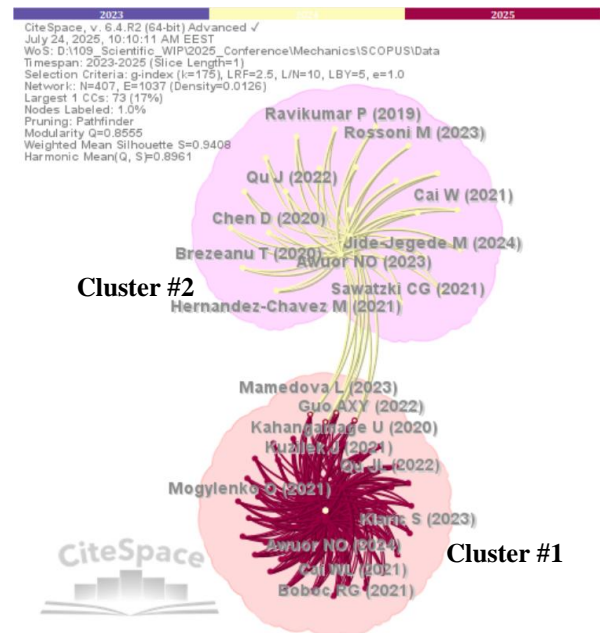 2023 2024 2025
CiteSpace, v. 6.4.R2 (64-bit) Advanced ✓
July 24, 2025, 10:10:11 AM EEST
WoS: D:\109_Scientific_WIP\2025_Conference\Mechanics\SCOPUS\Data
Timespan: 2023-2025 (Slice Length=1)
Selection Criteria: g-index (k=175), LRF=2.5, L/N=10, LBY=5, e=1.0
Network: N=407, E=1037 (Density=0.0126)
Largest 1 CCs: 73 (17%)
Nodes Labeled: 1.0%
Pruning: Pathfinder
Modularity Q=0.8555
Weighted Mean Silhouette S=0.9408
Harmonic Mean(Q, S)=0.8961
Ravikumar P (2019)
Rossoni M (2023)
Qu J (2022)
Cai W (2021)
Chen D (2020)
Jide-Jegede M (2024)
Brezeanu T (2020)
Awuor NO (2023)
Cluster #2
Sawatzki CG (2021)
Hernandez-Chavez M (2021)
Mamedova L (2023)
Guo AXY (2022)
Kahangamage U (2020)
Kuzilek J (2021)
Qu JL (2022)
Mogylenko O (2021)
Klaric S (2023)
Awuor NO (2024)
Cluster #1
Cai WL (2021)
Boboc RG (2021)
CiteSpace